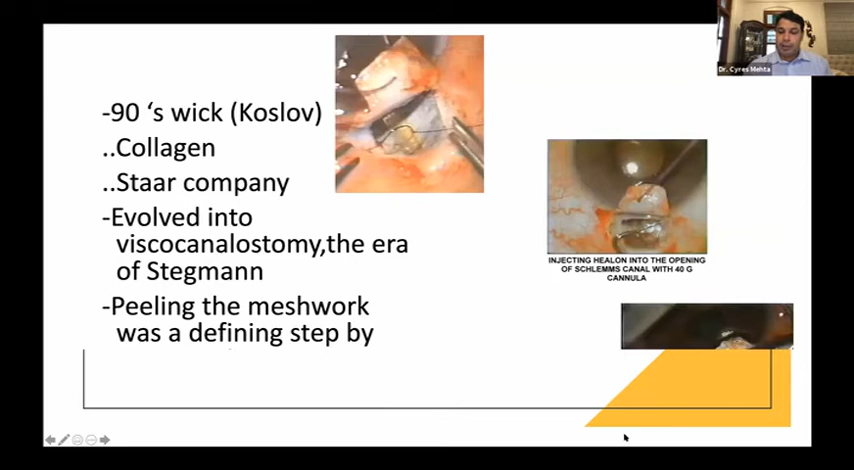 -90 ‘s wick (Koslov)
..Collagen
..Staar company
-Evolved into
viscocanalostomy,the era
of Stegmann
-Peeling the meshwork
was a defining step by
INJECTING HEALON INTO THE OPENING
OF SCHLEMMS CANAL WITH 40 G
CANNULA
Dr. Cyres Mehta